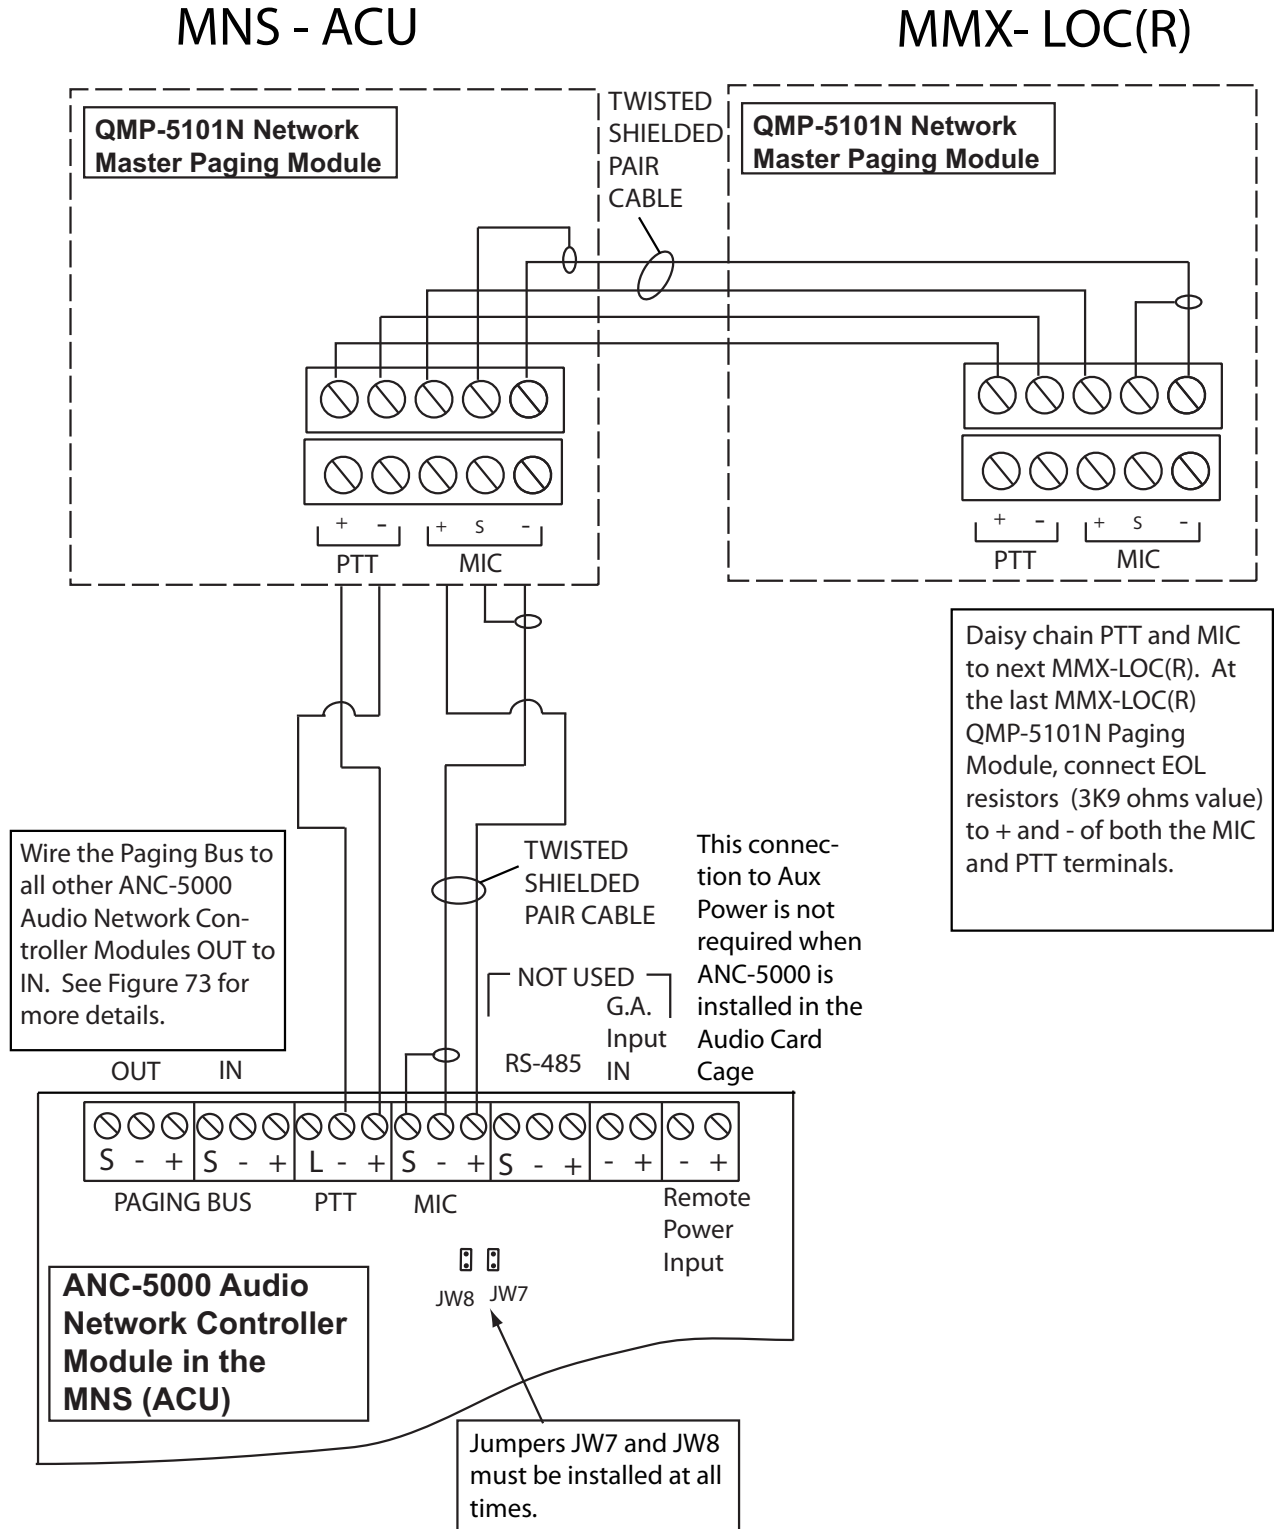 MNS - ACU
MMX- LOC(R)
QMP-5101N Network
Master Paging Module
TWISTED
SHIELDED
PAIR
CABLE
QMP-5101N Network
Master Paging Module
+ - + S -
PTT MIC
+ - + S -
PTT MIC
Daisy chain PTT and MIC
to next MMX-LOC(R). At
the last MMX-LOC(R)
QMP-5101N Paging
Module, connect EOL
resistors (3K9 ohms value)
to + and - of both the MIC
and PTT terminals.
Wire the Paging Bus to
all other ANC-5000
Audio Network Con-
troller Modules OUT to
IN. See Figure 73 for
more details.
TWISTED
SHIELDED
PAIR CABLE
This connec-
tion to Aux
Power is not
required when
ANC-5000 is
installed in the
Audio Card
Cage
NOT USED
G.A.
Input
IN
RS-485
OUT IN
S - + S - + L - + S - + S - + - + - +
PAGING BUS PTT MIC
Remote
Power
Input
JW8 JW7
ANC-5000 Audio
Network Controller
Module in the
MNS (ACU)
Jumpers JW7 and JW8
must be installed at all
times.